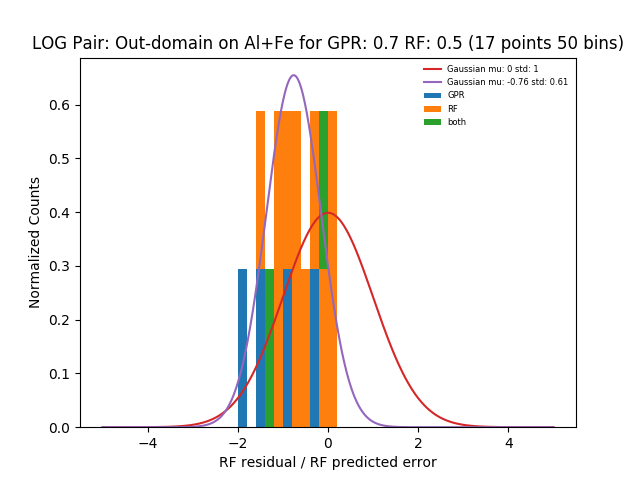 LOG Pair: Out-domain on Al+Fe for GPR: 0.7 RF: 0.5 (17 points 50 bins)
Gaussian mu: 0 std: 1
Gaussian mu: -0.76 std: 0.61
GPR
RF
both
Normalized Counts
0.6
0.5
0.4
0.3
0.2
0.1
0.0
−4 −2 0 2 4
RF residual / RF predicted error